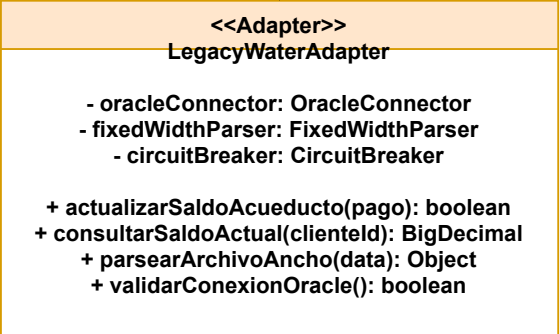 <<Adapter>>
LegacyWaterAdapter
- oracleConnector: OracleConnector
- fixedWidthParser: FixedWidthParser
- circuitBreaker: CircuitBreaker
+ actualizarSaldoAcueducto(pago): boolean
+ consultarSaldoActual(clienteId): BigDecimal
+ parsearArchivoAncho(data): Object
+ validarConexionOracle(): boolean